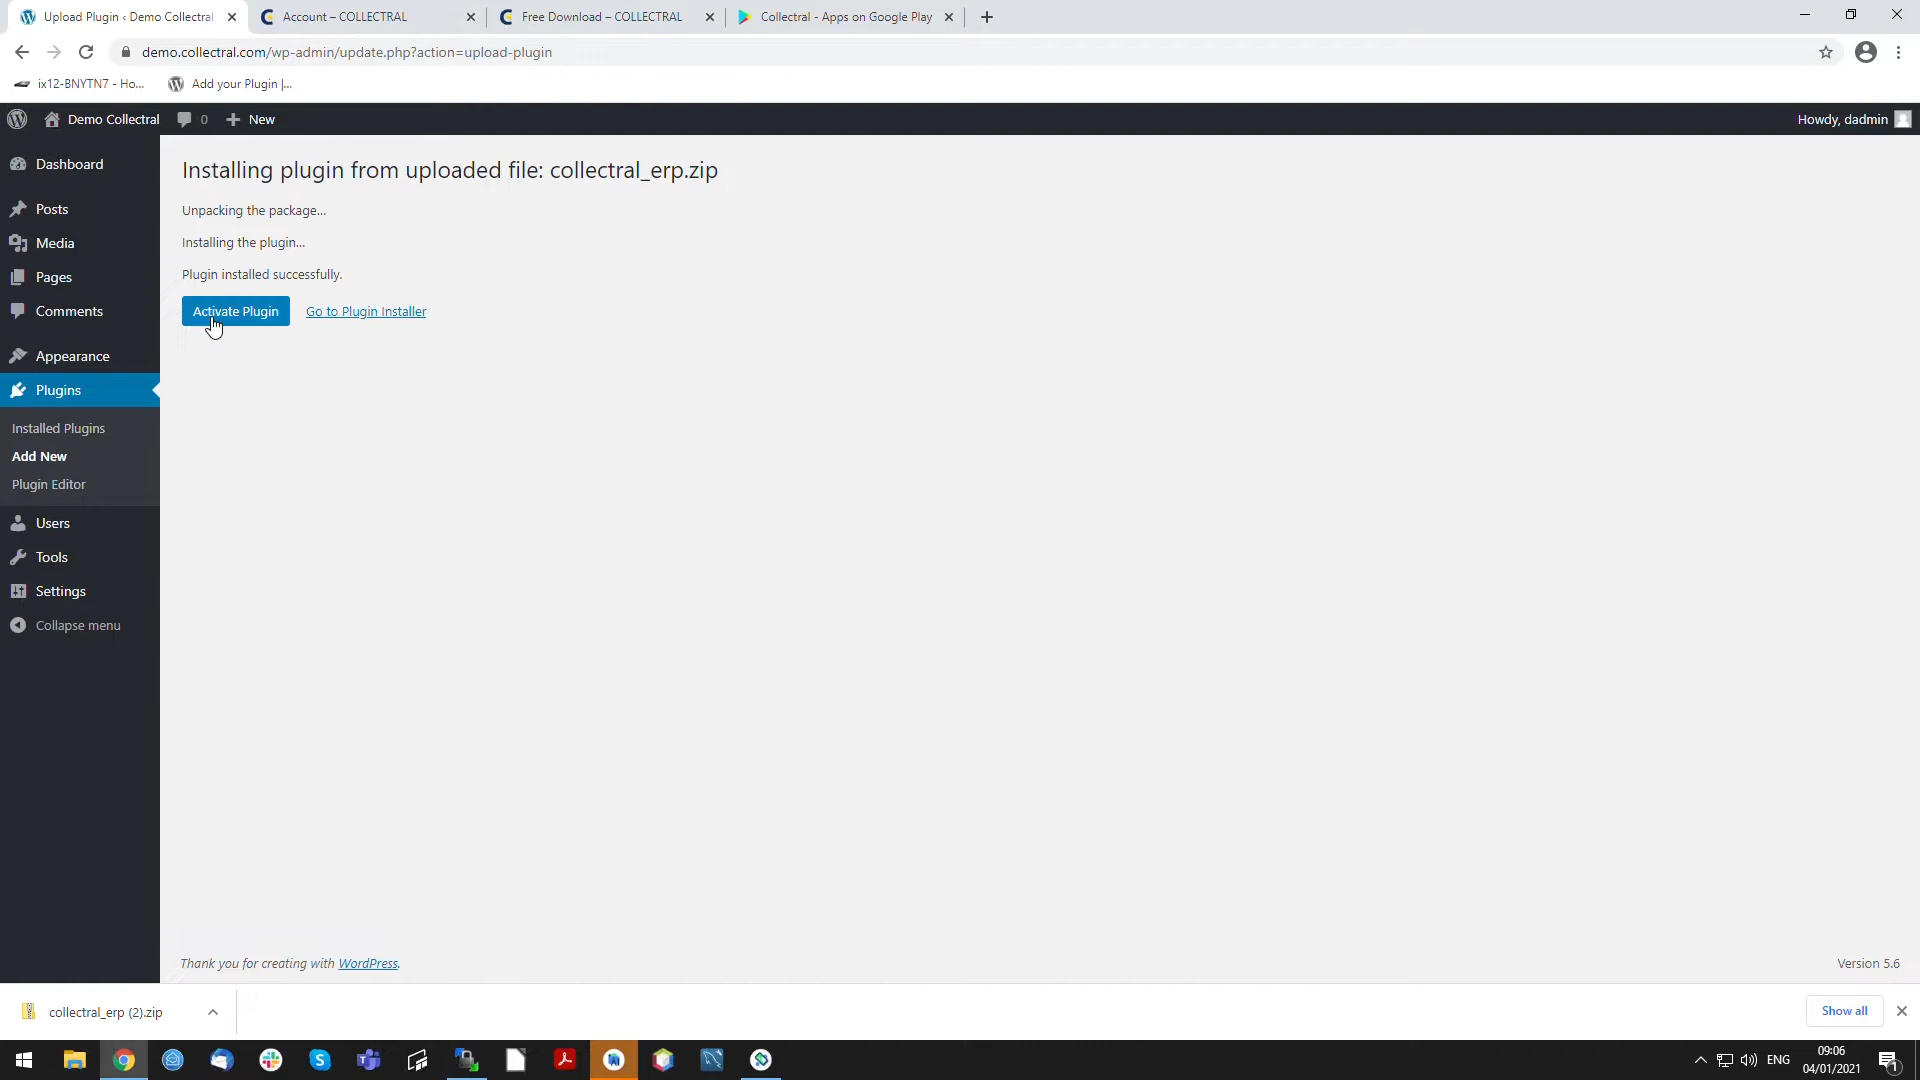 Upload Plugin ‹ Demo Collectral
Account – COLLECTRAL
Free Download – COLLECTRAL
Collectral - Apps on Google Play
demo.collectral.com/wp-admin/update.php?action=upload-plugin
ix12-BNYTN7 - Ho...
Add your Plugin |...
Demo Collectral
0
New
Howdy, dadmin
Dashboard
Posts
Media
Pages
Comments
Appearance
Plugins
Installed Plugins
Add New
Plugin Editor
Users
Tools
Settings
Collapse menu
Installing plugin from uploaded file: collectral_erp.zip
Unpacking the package…
Installing the plugin…
Plugin installed successfully.
Activate Plugin
Go to Plugin Installer
Thank you for creating with WordPress.
Version 5.6
collectral_erp (2).zip
Show all
ENG
09:06
04/01/2021
1